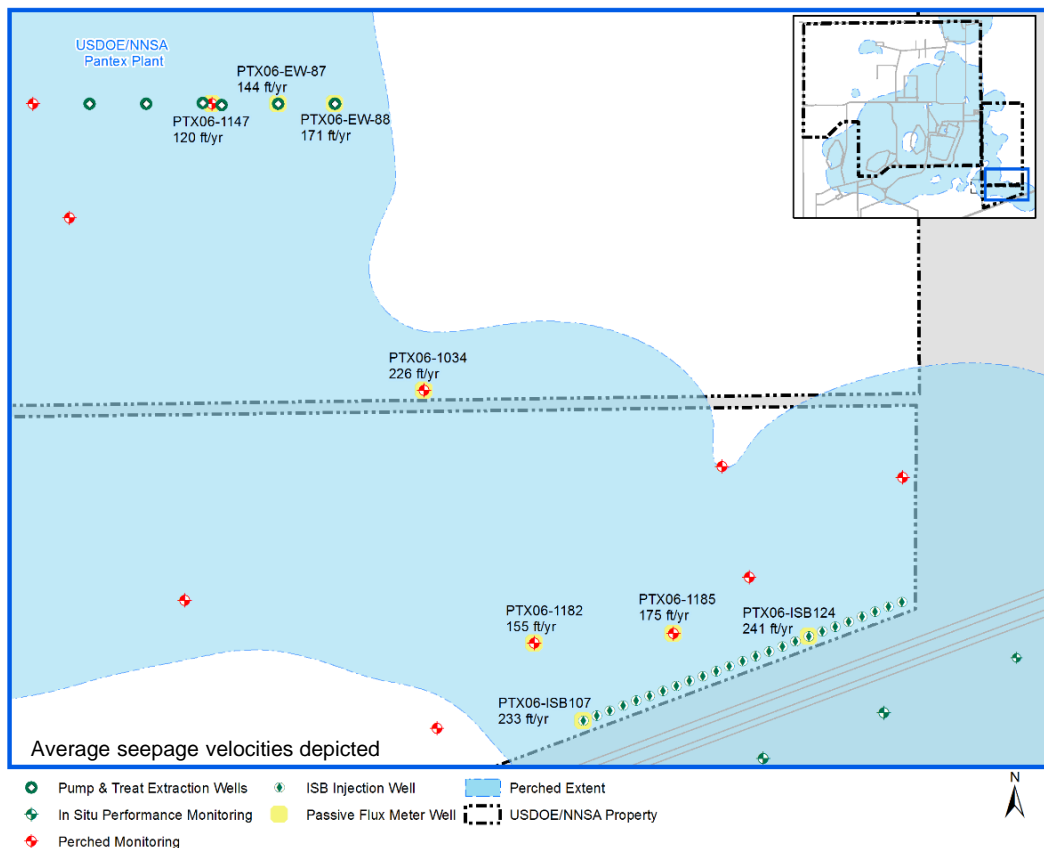 USDOE/NNSA
Pantex Plant
PTX06-EW-87
144 ft/yr
PTX06-1147
120 ft/yr
PTX06-EW-88
171 ft/yr
PTX06-1034
226 ft/yr
PTX06-1182
155 ft/yr
PTX06-1185
175 ft/yr
PTX06-ISB124
241 ft/yr
PTX06-ISB107
233 ft/yr
Average seepage velocities depicted
Pump & Treat Extraction Wells
ISB Injection Well
Perched Extent
In Situ Performance Monitoring
Passive Flux Meter Well
USDOE/NNSA Property
Perched Monitoring
N